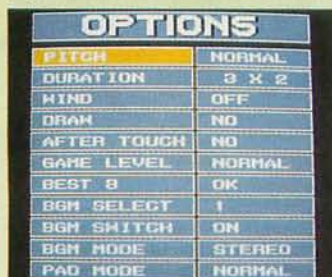 OPTIONS
PITCH NORMAL
DURATION 3 X 2
WIND OFF
DRAW NO
AFTER TOUCH NO
GAME LEVEL NORMAL
BEST 8 OK
BGM SELECT 1
BGM SWITCH ON
BGM MODE STEREO
PAD MODE NORMAL